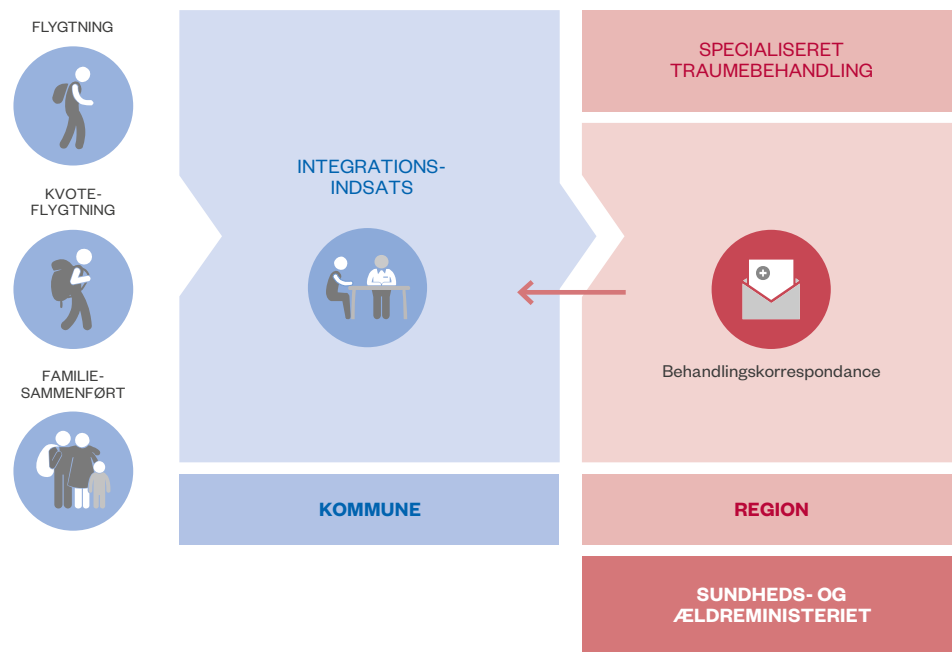 FLYGTNING
KVOTE-
FLYGTNING
FAMILIE-
SAMMENFØRT
INTEGRATIONS-
INDSATS
KOMMUNE
SPECIALISERET
TRAUMEBEHANDLING
Behandlingskorrespondance
REGION
SUNDHEDS- OG
ÆLDREMINISTERIET